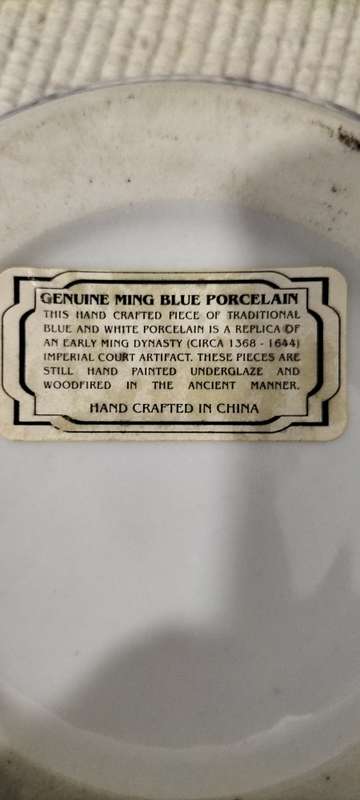 GENUINE MING BLUE PORCELAIN
THIS HAND CRAFTED PIECE OF TRADITIONAL
BLUE AND WHITE PORCELAIN IS A REPLICA OF
AN EARLY MING DYNASTY (CIRCA 1368 - 1644)
IMPERIAL COURT ARTIFACT. THESE PIECES ARE
STILL HAND PAINTED UNDERGLAZE AND
WOODFIRED IN THE ANCIENT MANNER.
HAND CRAFTED IN CHINA